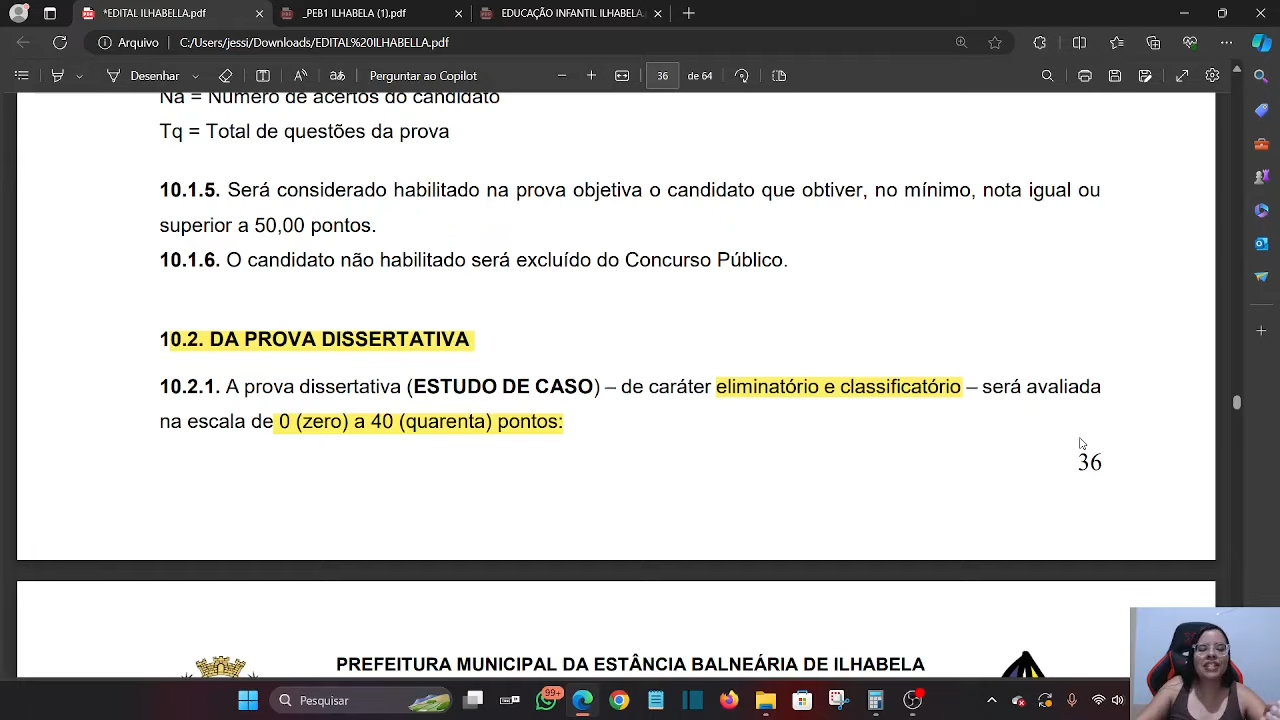 *EDITAL ILHABELA.pdf
_PEB1 ILHABELA (1).pdf
EDUCAÇÃO INFANTIL ILHABELA.
Arquivo
C:/Users/jessi/Downloads/EDITAL%20ILHABELLA.pdf
Desenhar
Perguntar ao Copilot
36
de 64
Na = Número de acertos do candidato
Tq = Total de questões da prova
10.1.5. Será considerado habilitado na prova objetiva o candidato que obtiver, no mínimo, nota igual ou
superior a 50,00 pontos.
10.1.6. O candidato não habilitado será excluído do Concurso Público.
10.2. DA PROVA DISSERTATIVA
10.2.1. A prova dissertativa (ESTUDO DE CASO) – de caráter eliminatório e classificatório – será avaliada
na escala de 0 (zero) a 40 (quarenta) pontos:
36
PREFEITURA MUNICIPAL DA ESTÂNCIA BALNEÁRIA DE ILHABELA
Pesquisar
99+